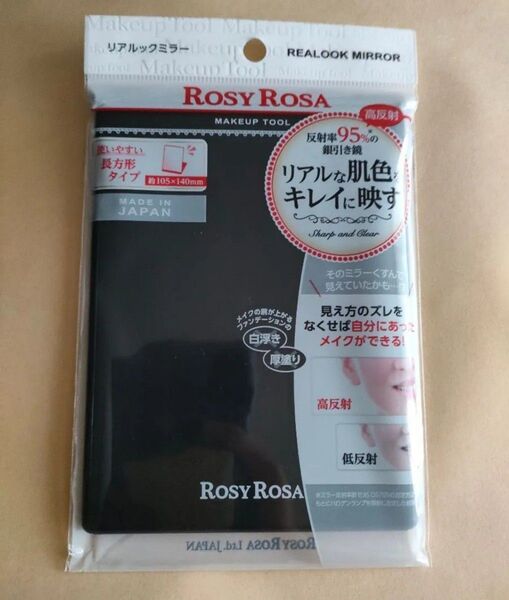 リアルックミラー
REALOOK MIRROR
Makeup Tool
ROSY ROSA
MAKEUP TOOL
高反射
反射率95%*の
銀引き鏡
リアルな肌色を
キレイに映す
Sharp and Clear
使いやすい
長方形
タイプ
約105×140mm
MADE IN
JAPAN
そのミラーくすんで
見えていたかも…
見え方のズレを
なくせば自分にあった
メイクができる!
メイクの腕が上がる
ファンデーションの
白浮き
厚塗り
高反射
低反射
ROSY ROSA
ROSY ROSA Ltd. JAPAN